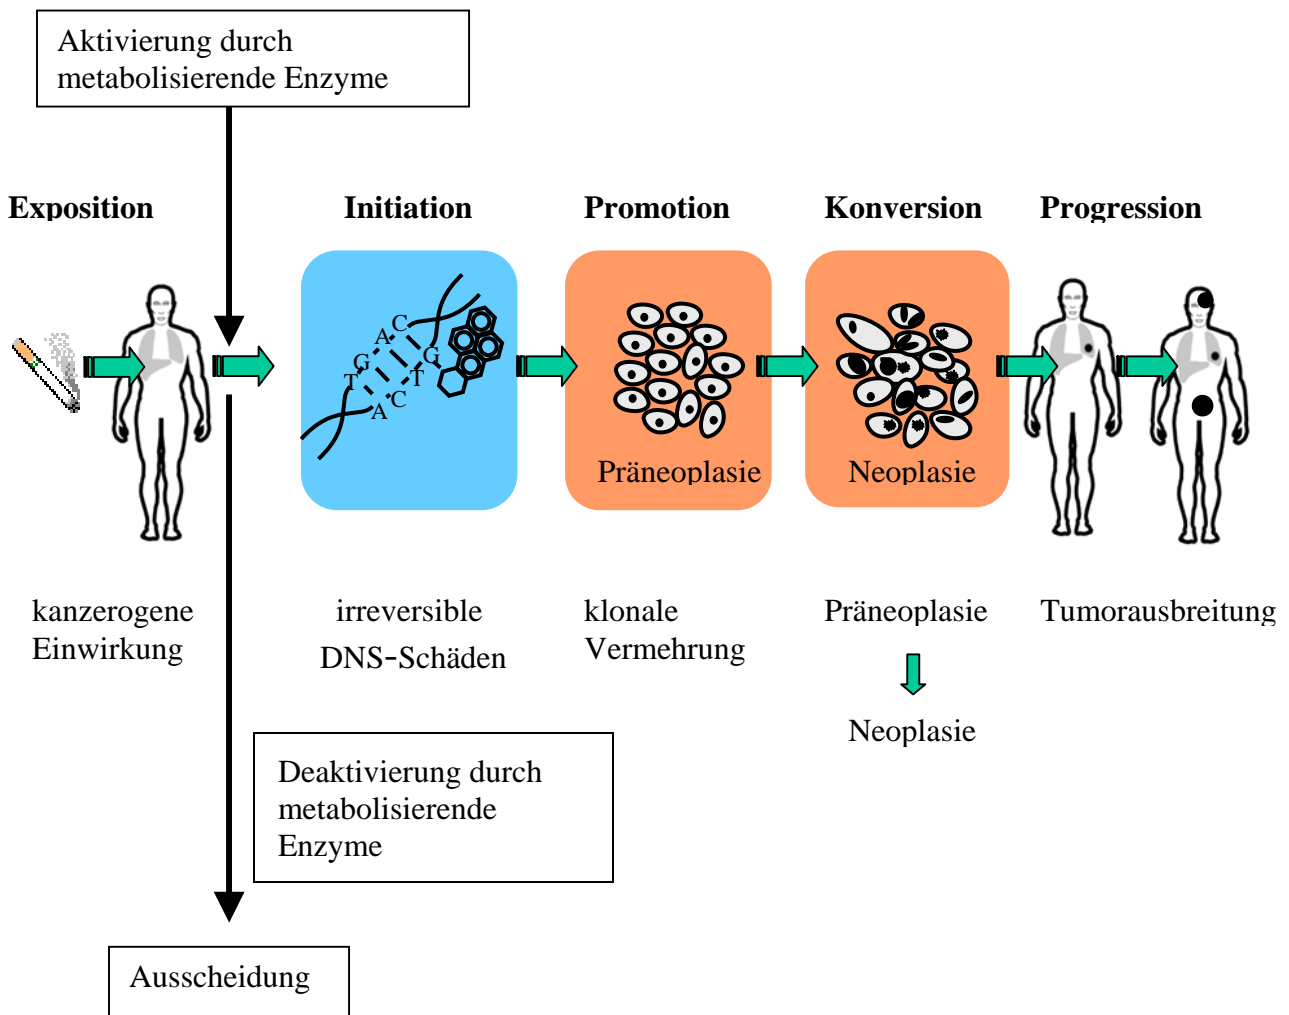 Aktivierung durch
metabolisierende Enzyme
Exposition
Initiation
Promotion
Konversion
Progression
C
A
G
G
T
T
C
A
Präneoplasie
Neoplasie
kanzerogene
Einwirkung
irreversible
DNS-Schäden
klonale
Vermehrung
Präneoplasie
Neoplasie
Tumorausbreitung
Deaktivierung durch
metabolisierende
Enzyme
Ausscheidung